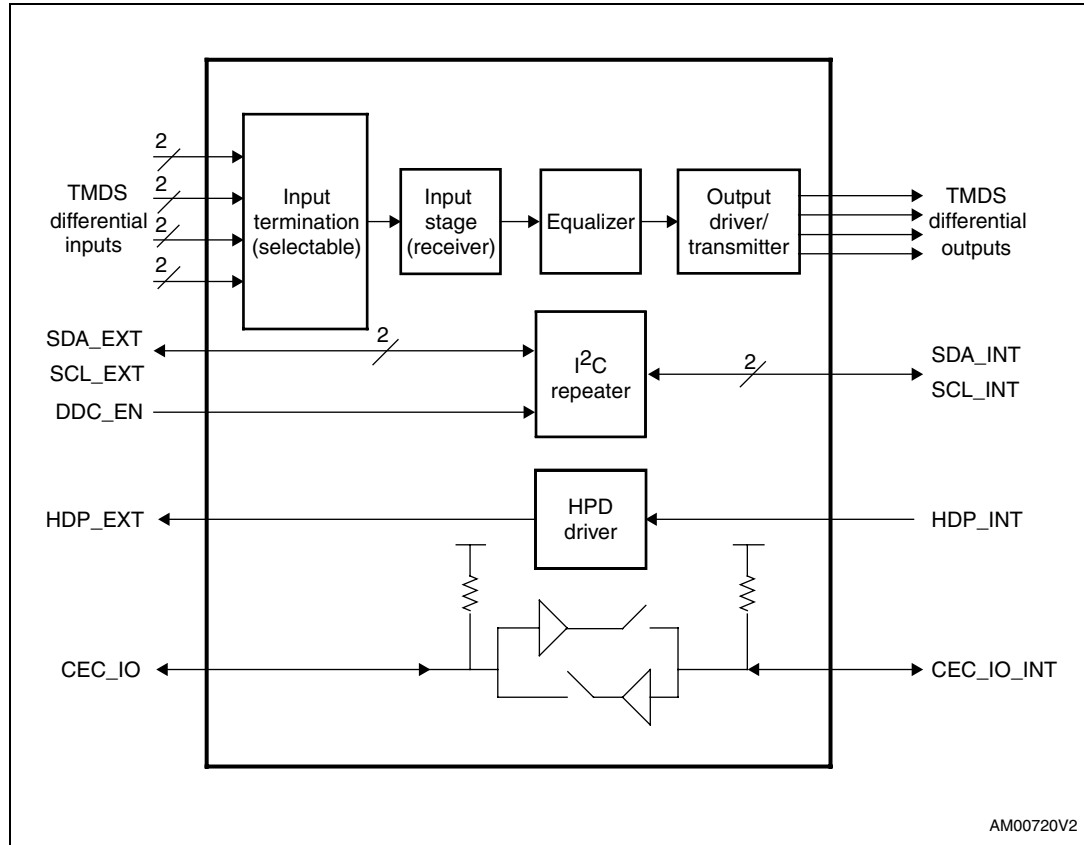 2
2
2
2
TMDS
differential
inputs
Input
termination
(selectable)
Input
stage
(receiver)
Equalizer
Output
driver/
transmitter
TMDS
differential
outputs
SDA_EXT
SCL_EXT
DDC_EN
2
I2C
repeater
2
SDA_INT
SCL_INT
HDP_EXT
HPD
driver
HDP_INT
CEC_IO
CEC_IO_INT
AM00720V2